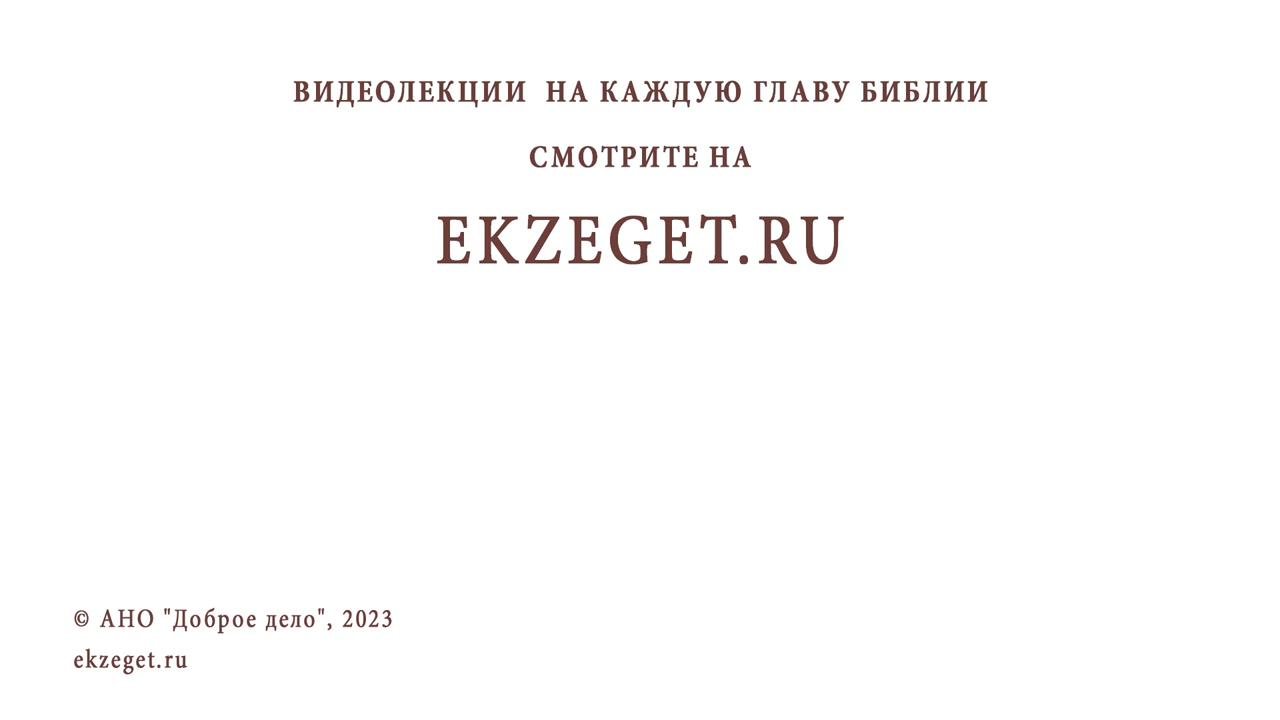 ВИДЕОЛЕКЦИИ НА КАЖДУЮ ГЛАВУ БИБЛИИ
СМОТРИТЕ НА
EKZEGET.RU
© АНО "Доброе дело", 2023
ekzeget.ru